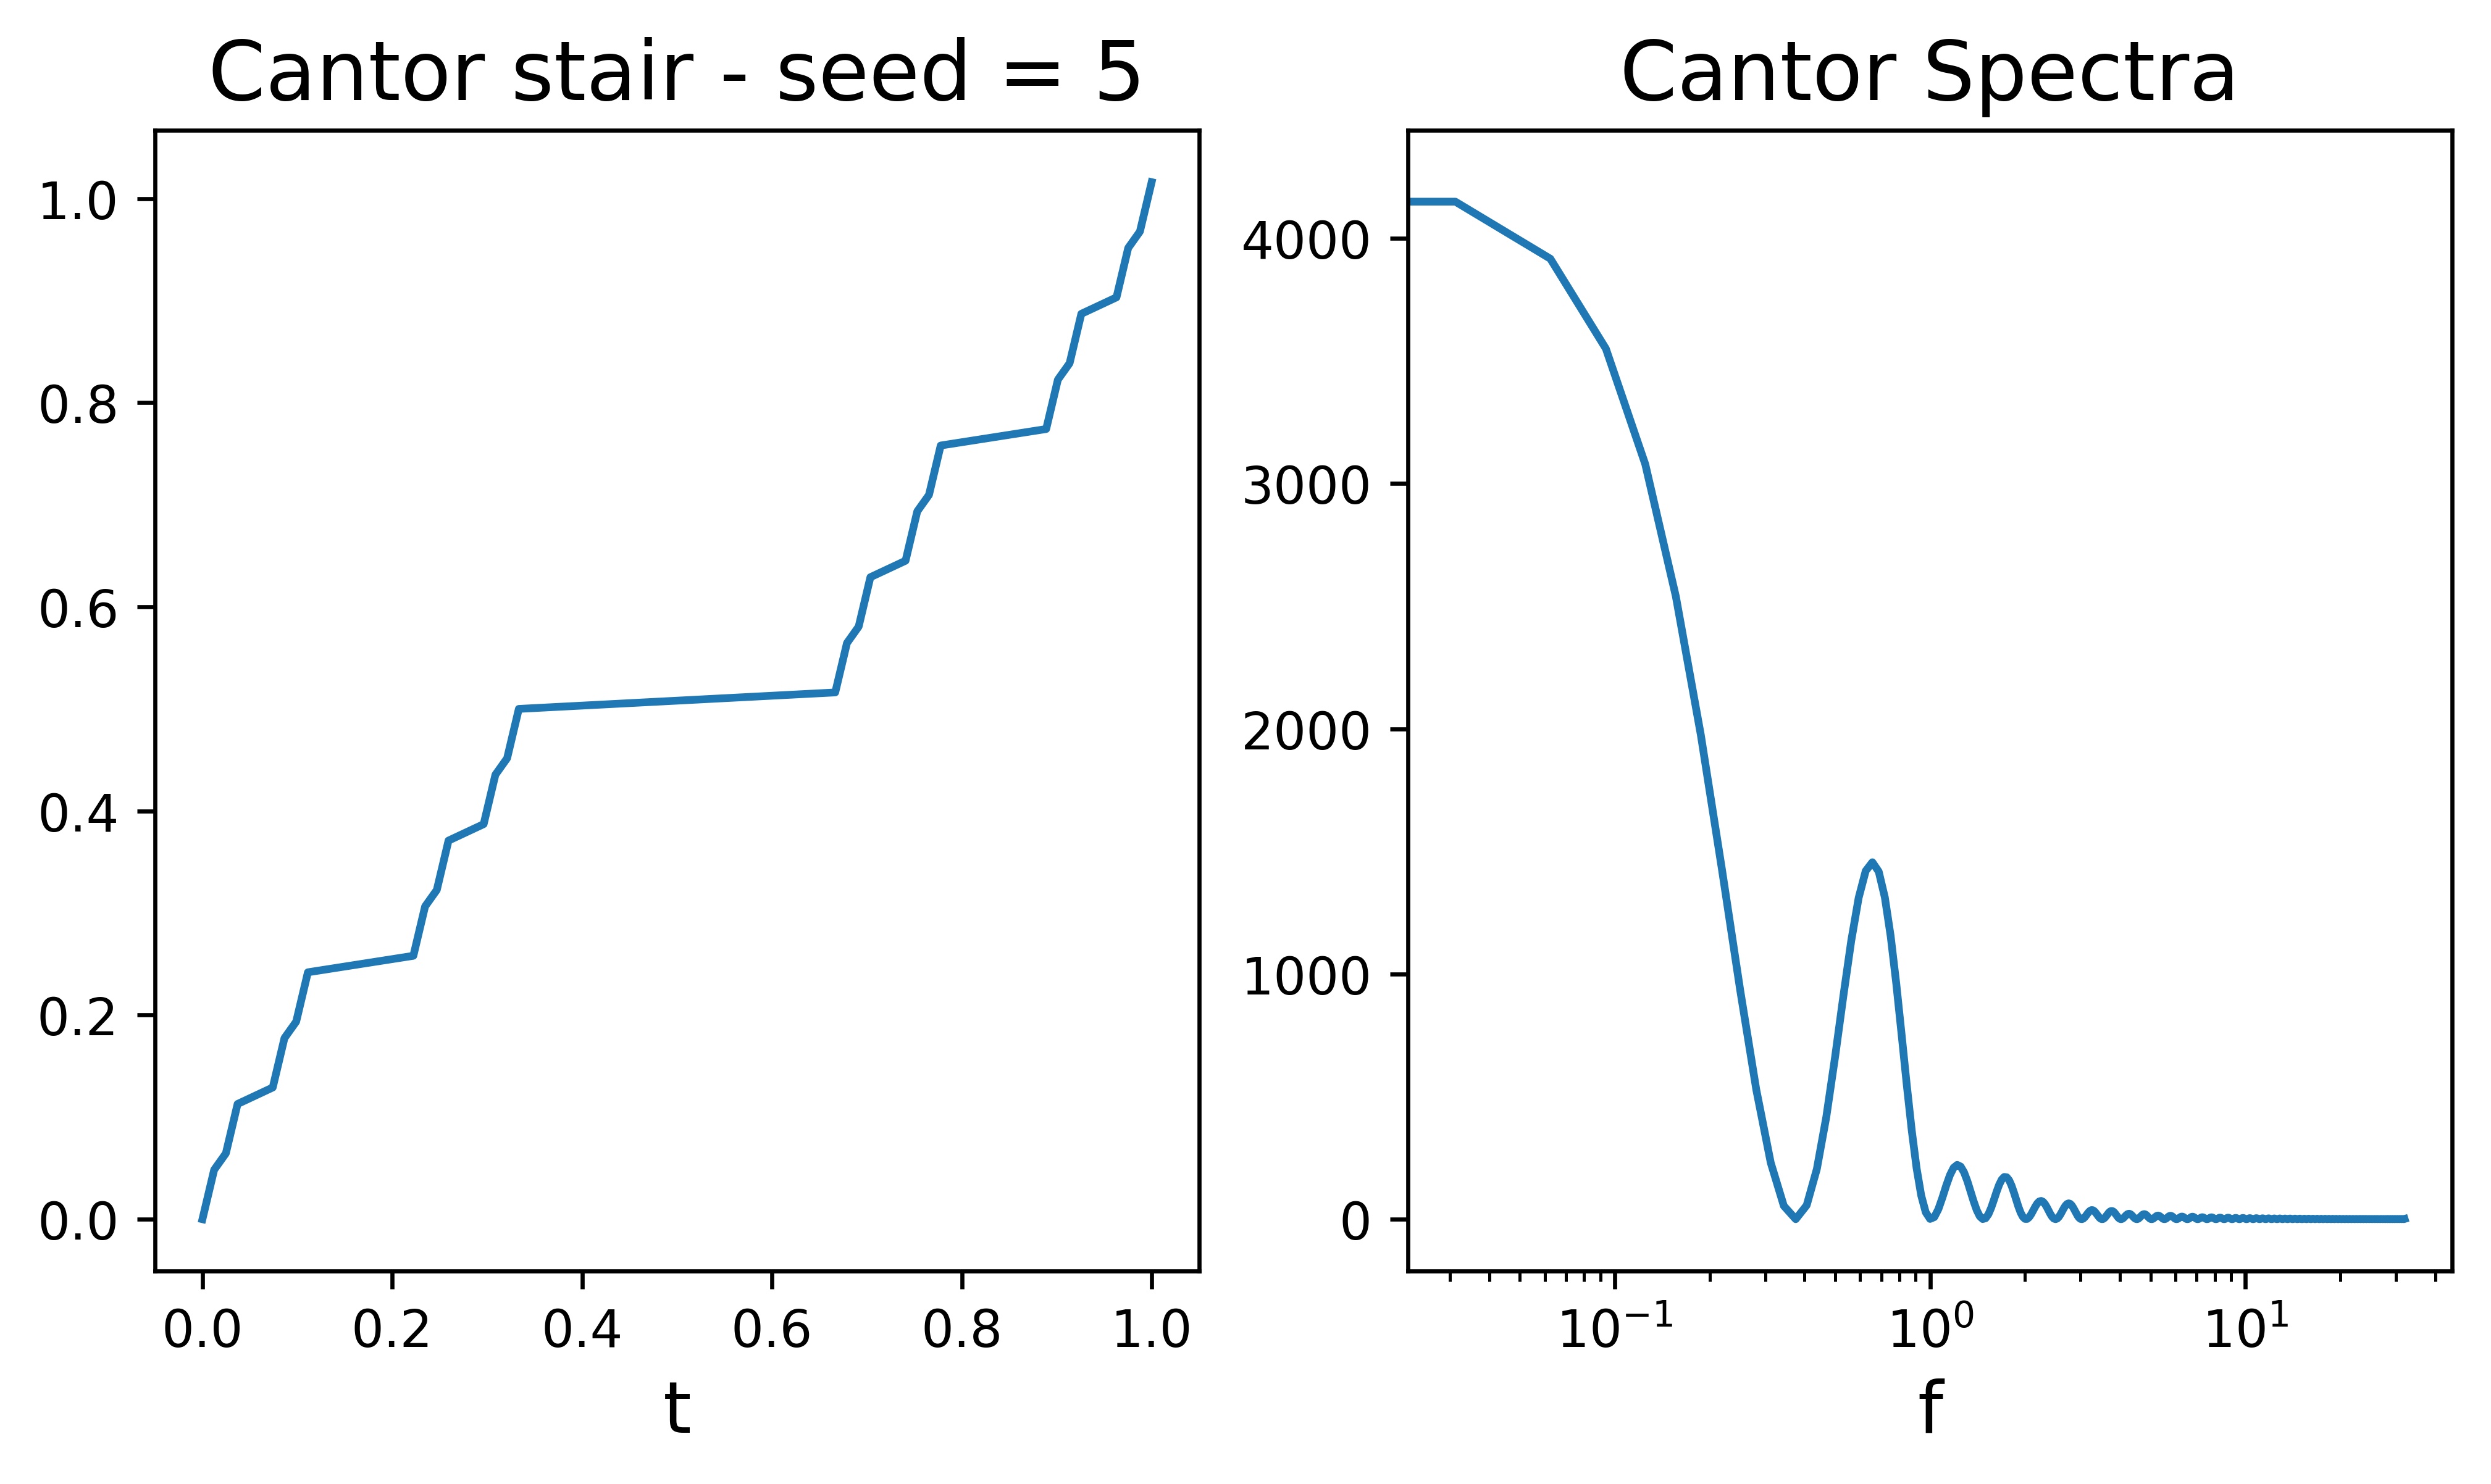 Cantor stair - seed = 5
1.0
0.8
0.6
0.4
0.2
0.0
0.0 0.2 0.4 0.6 0.8 1.0
t
Cantor Spectra
4000
3000
2000
1000
0
10⁻¹ 10⁰ 10¹
f